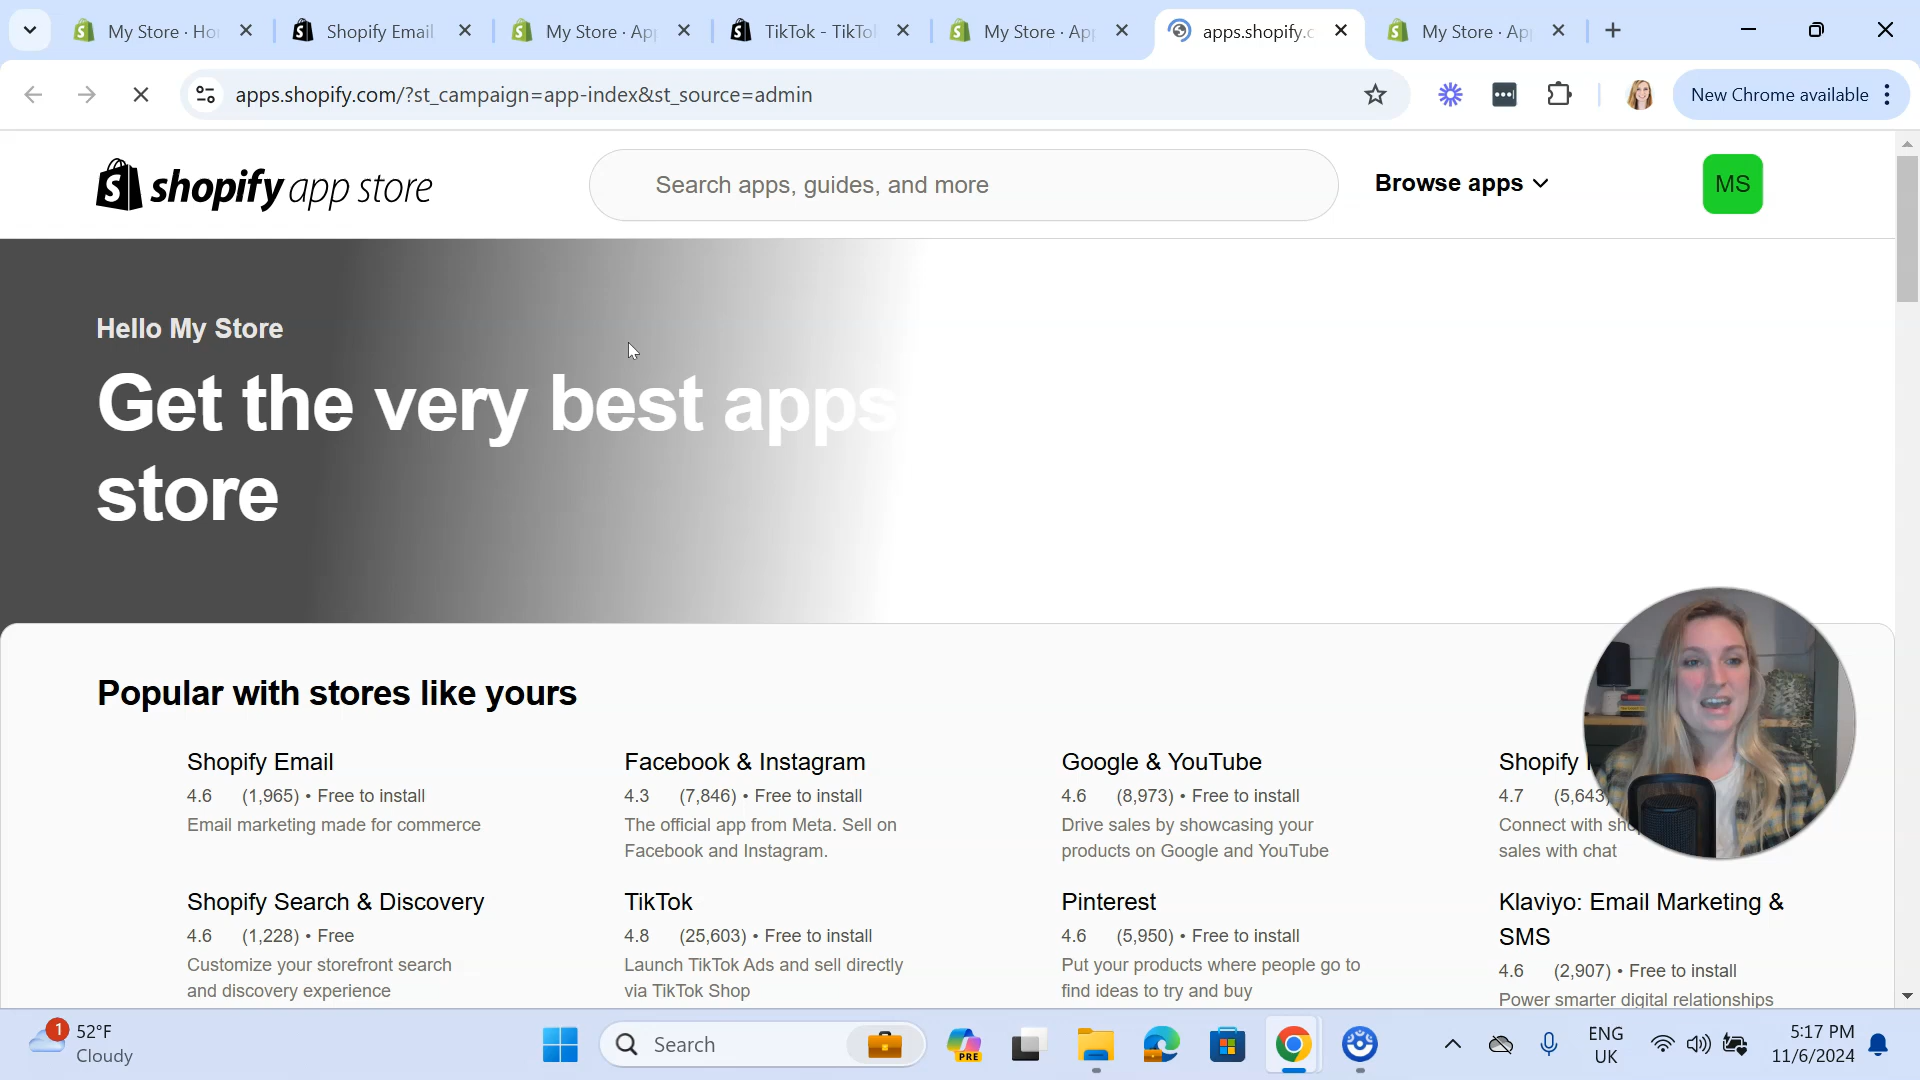 My Store · Ho
Shopify Email
My Store · Ap
TikTok - TikTo
My Store · Ap
apps.shopify.c
My Store · Ap
apps.shopify.com/?st_campaign=app-index&st_source=admin
New Chrome available
shopify app store
Search apps, guides, and more
Browse apps
MS
Hello My Store
Get the very best apps
store
Popular with stores like yours
Shopify Email
4.6 (1,965) • Free to install
Email marketing made for commerce
Facebook & Instagram
4.3 (7,846) • Free to install
The official app from Meta. Sell on
Facebook and Instagram.
Google & YouTube
4.6 (8,973) • Free to install
Drive sales by showcasing your
products on Google and YouTube
Shopify
4.7 (5,643)
Connect with
sales with chat
Shopify Search & Discovery
4.6 (1,228) • Free
Customize your storefront search
and discovery experience
TikTok
4.8 (25,603) • Free to install
Launch TikTok Ads and sell directly
via TikTok Shop
Pinterest
4.6 (5,950) • Free to install
Put your products where people go to
find ideas to try and buy
Klaviyo: Email Marketing &
SMS
4.6 (2,907) • Free to install
Power smarter digital relationships
1
52°F
Cloudy
Search
PRE
ENG
UK
5:17 PM
11/6/2024